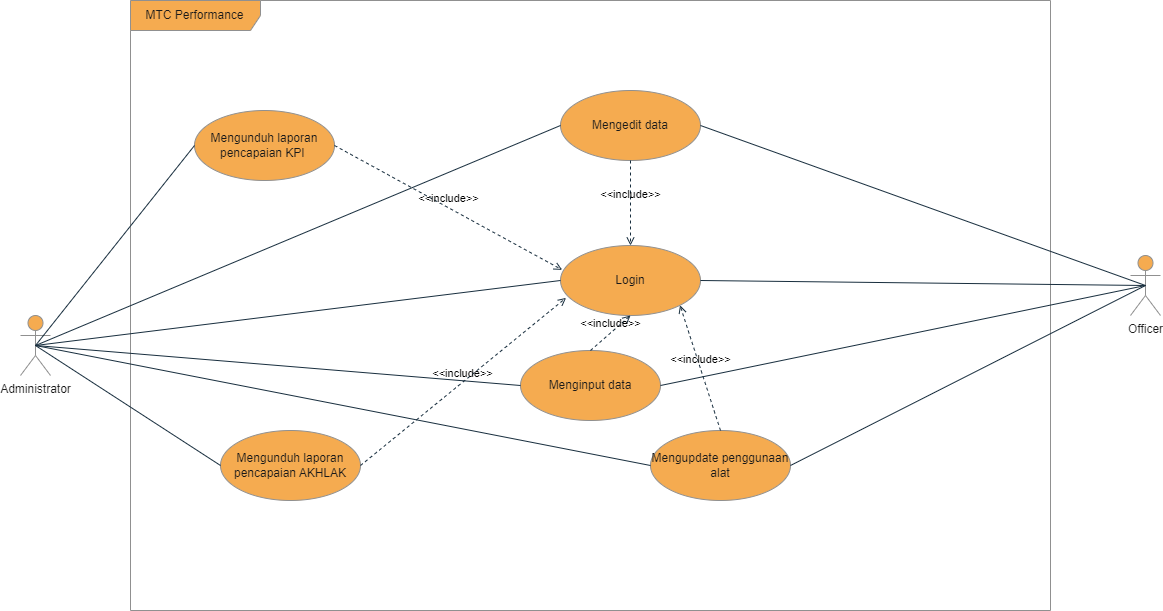 MTC Performance
Mengunduh laporan
pencapaian KPI
Mengedit data
<<include>>
<<include>>
Login
<<include>>
Administrator
Officer
<<include>>
<<include>>
Menginput data
Mengunduh laporan
pencapaian AKHLAK
Mengupdate penggunaan
alat